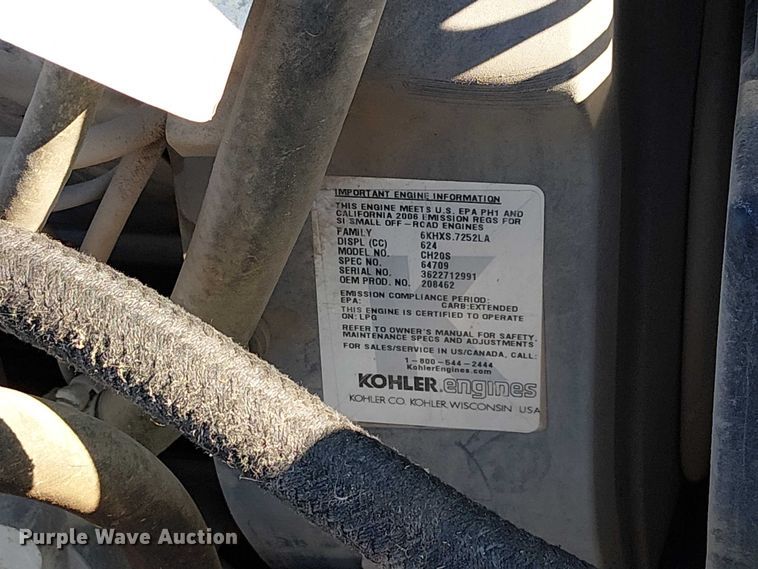 IMPORTANT ENGINE INFORMATION
THIS ENGINE MEETS U.S. EPA PH1 AND
CALIFORNIA 2006 EMISSION REGS FOR
SI SMALL OFF-ROAD ENGINES
FAMILY 6KHXS.7252LA
DISPL (CC) 624
MODEL NO. CH20S
SPEC NO. 64709
SERIAL NO. 3622712991
OEM PROD. NO. 208462
EMISSION COMPLIANCE PERIOD:
EPA: CARB:EXTENDED
THIS ENGINE IS CERTIFIED TO OPERATE
ON: LPG
REFER TO OWNER'S MANUAL FOR SAFETY,
MAINTENANCE SPECS AND ADJUSTMENTS
FOR SALES/SERVICE IN US/CANADA, CALL:
1-800-544-2444
KohlerEngines.com
KOHLER.engines
KOHLER CO. KOHLER, WISCONSIN USA
Purple Wave Auction